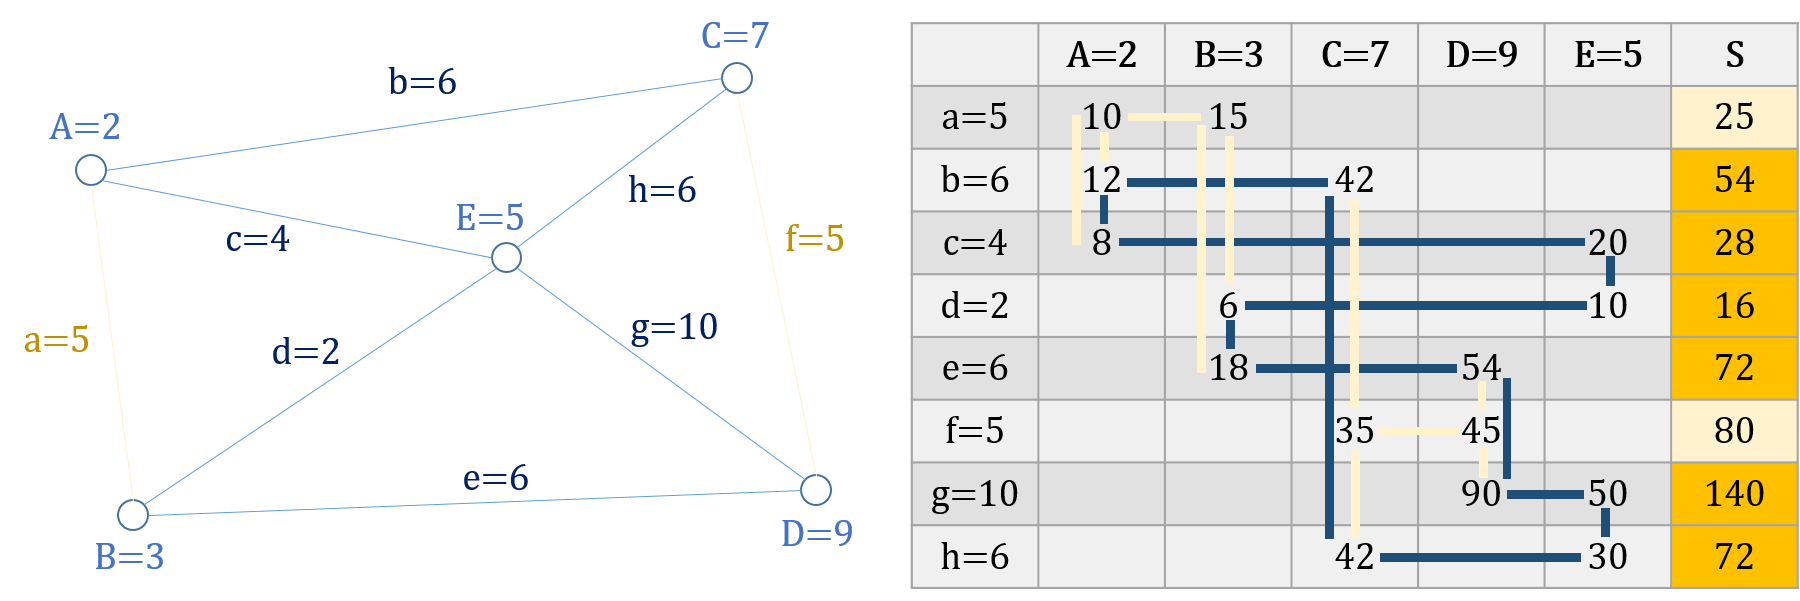 C=7
b=6
A=2
h=6
E=5
c=4
f=5
g=10
a=5
d=2
e=6
D=9
B=3
A=2 B=3 C=7 D=9 E=5 S
a=5 10 15 25
b=6 12 42 54
c=4 8 20 28
d=2 6 10 16
e=6 18 54 72
f=5 35 45 80
g=10 90 50 140
h=6 42 30 72